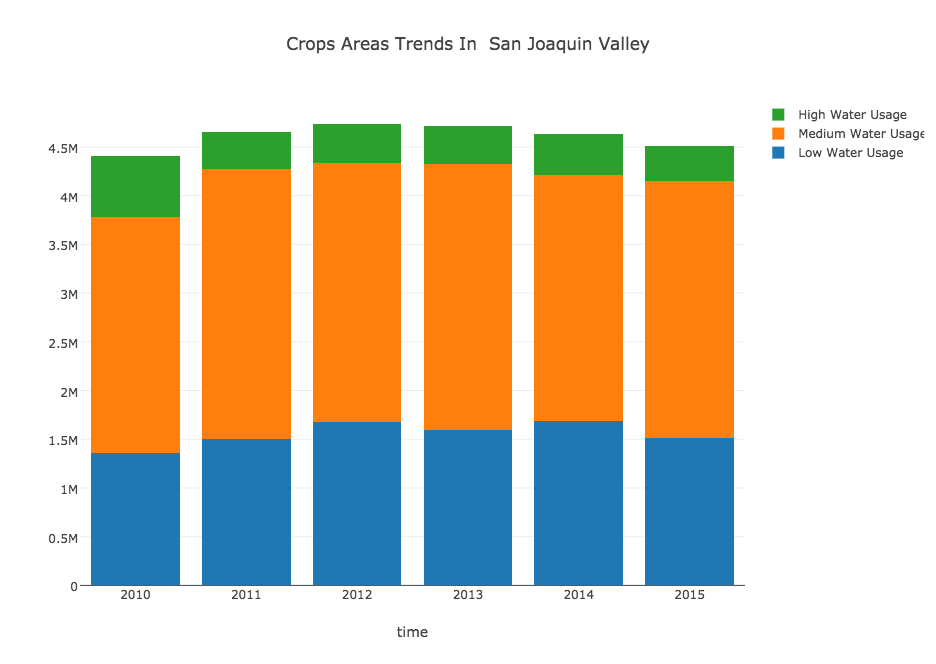 Crops Areas Trends In  San Joaquin Valley
High Water Usage
Medium Water Usage
Low Water Usage
4.5M
4M
3.5M
3M
2.5M
2M
1.5M
1M
0.5M
0
2010 2011 2012 2013 2014 2015
time